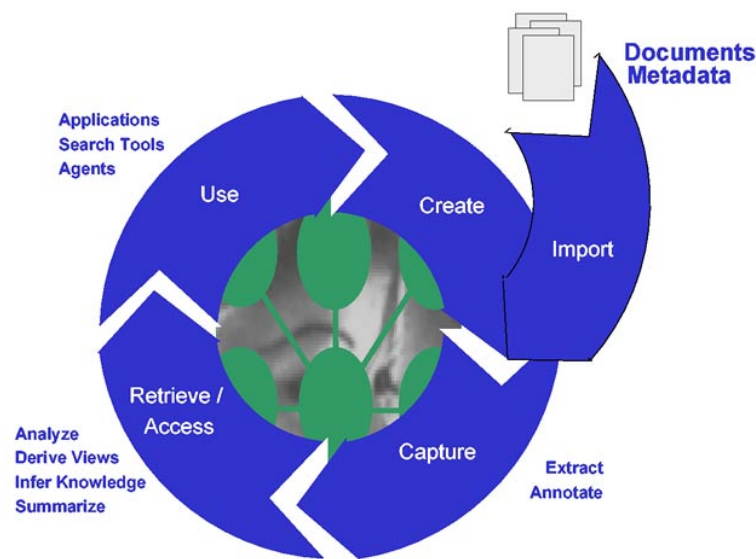 Documents
Metadata
Applications
Search Tools
Agents
Use
Create
Import
Retrieve /
Access
Analyze
Derive Views
Infer Knowledge
Summarize
Capture
Extract
Annotate